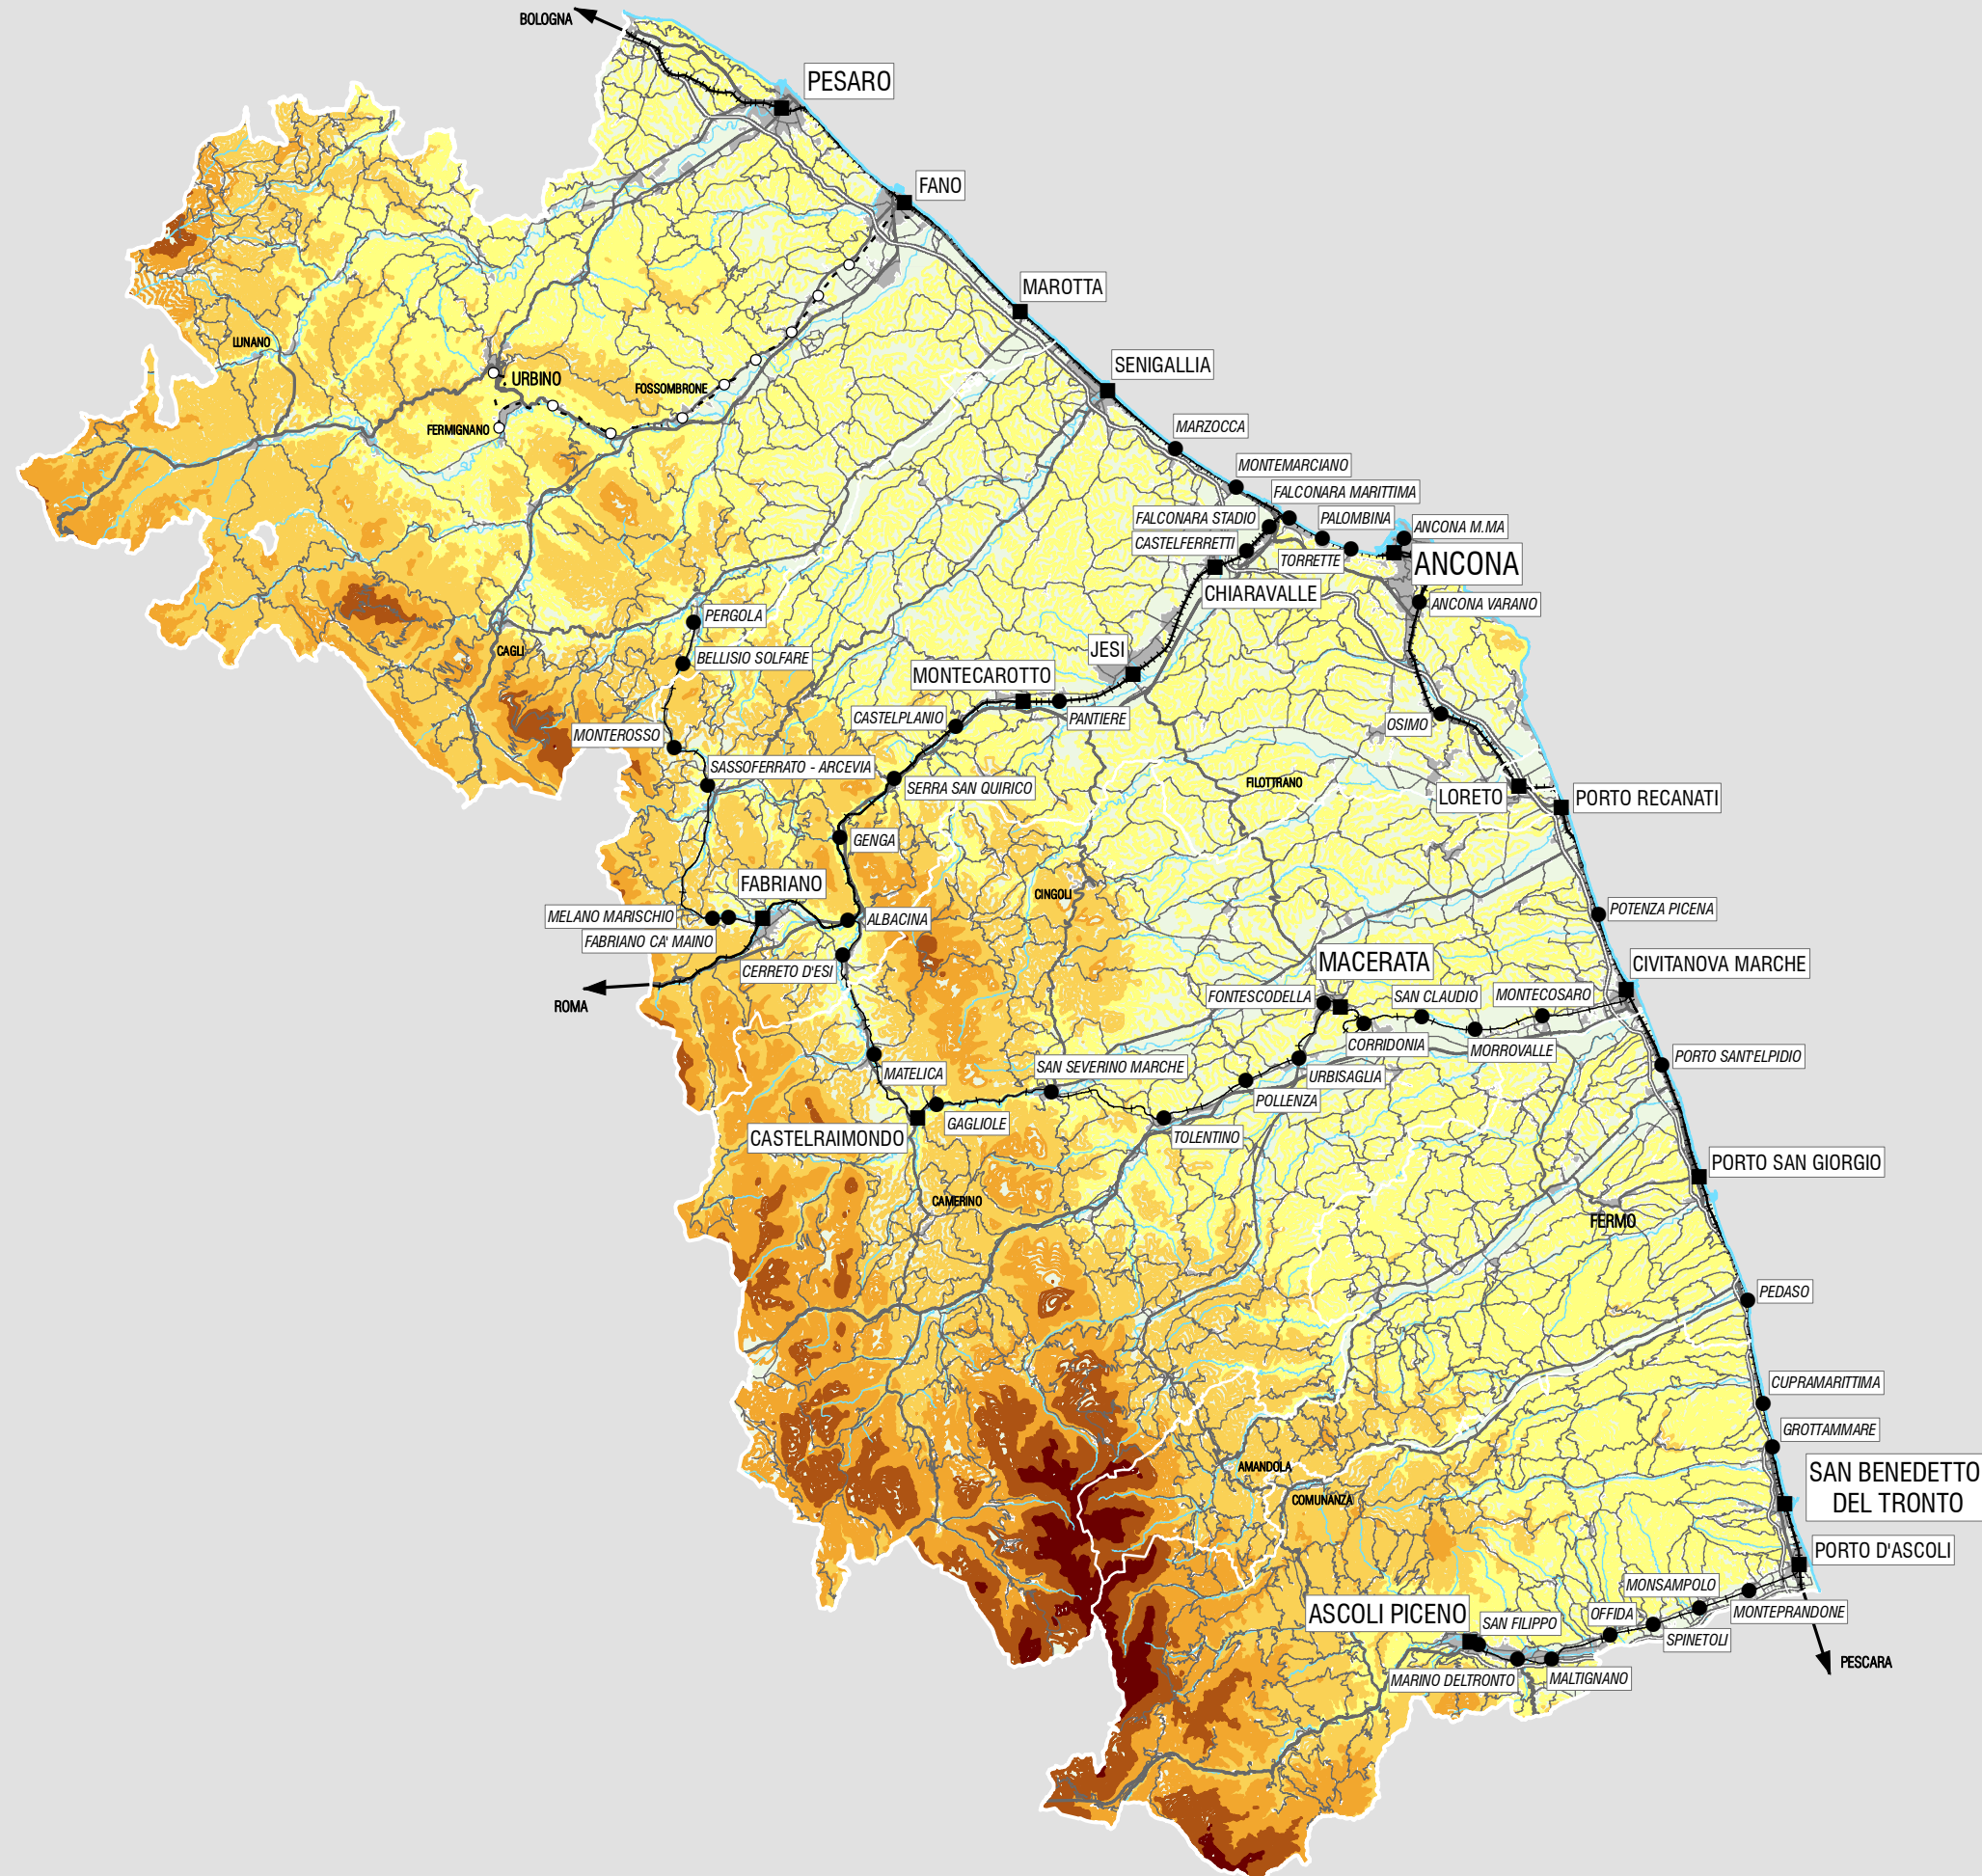 BOLOGNA
PESARO
FANO
MAROTTA
LUNANO
URBINO
FOSSOMBRONE
FERMIGNANO
SENIGALLIA
MARZOCCA
MONTEMARCIANO
FALCONARA MARITTIMA
FALCONARA STADIO
PALOMBINA
ANCONA M.MA
CASTELFERRETTI
TORRETTE
ANCONA
CHIARAVALLE
ANCONA VARANO
PERGOLA
CAGLI
BELLISIO SOLFARE
JESI
MONTECAROTTO
CASTELPLANIO
PANTIERE
OSIMO
MONTEROSSO
SASSOFERRATO - ARCEVIA
SERRA SAN QUIRICO
FILOTTRANO
LORETO
PORTO RECANATI
GENGA
FABRIANO
CINGOLI
MELANO MARISCHIO
ALBACINA
POTENZA PICENA
FABRIANO CA' MAINO
CERRETO D'ESI
MACERATA
CIVITANOVA MARCHE
ROMA
FONTESCODELLA
SAN CLAUDIO
MONTECOSARO
CORRIDONIA
MORROVALLE
PORTO SANT'ELPIDIO
MATELICA
SAN SEVERINO MARCHE
URBISAGLIA
POLLENZA
GAGLIOLE
CASTELRAIMONDO
TOLENTINO
PORTO SAN GIORGIO
CAMERINO
FERMO
PEDASO
CUPRAMARITTIMA
GROTTAMMARE
AMANDOLA
SAN BENEDETTO
DEL TRONTO
COMUNANZA
PORTO D'ASCOLI
MONSAMPOLO
ASCOLI PICENO
SAN FILIPPO
OFFIDA
MONTEPRANDONE
SPINETOLI
MARINO DELTRONTO
MALTIGNANO
PESCARA